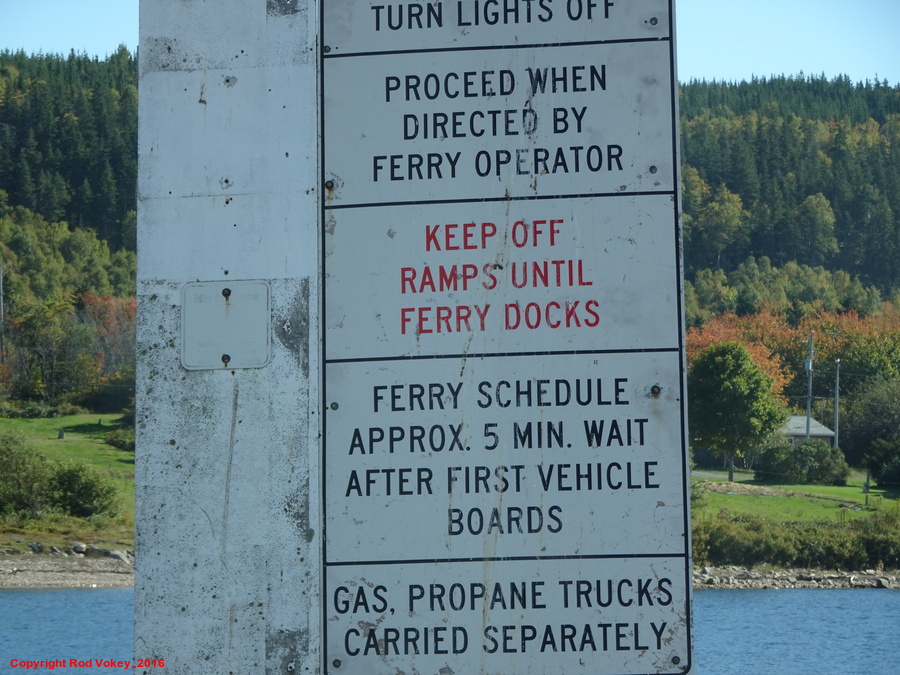 TURN LIGHTS OFF
PROCEED WHEN
DIRECTED BY
FERRY OPERATOR
KEEP OFF
RAMPS UNTIL
FERRY DOCKS
FERRY SCHEDULE
APPROX. 5 MIN. WAIT
AFTER FIRST VEHICLE
BOARDS
GAS, PROPANE TRUCKS
CARRIED SEPARATELY
Copyright Rod Vokey, 2016